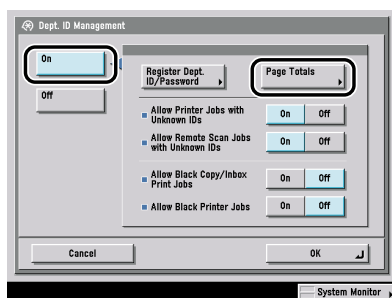 Dept. ID Management
On
Off
Register Dept.
ID/Password
Page Totals
Allow Printer Jobs with
Unknown IDs
On Off
Allow Remote Scan Jobs
with Unknown IDs
On Off
Allow Black Copy/Inbox
Print Jobs
On Off
Allow Black Printer Jobs
On Off
Cancel
OK
System Monitor